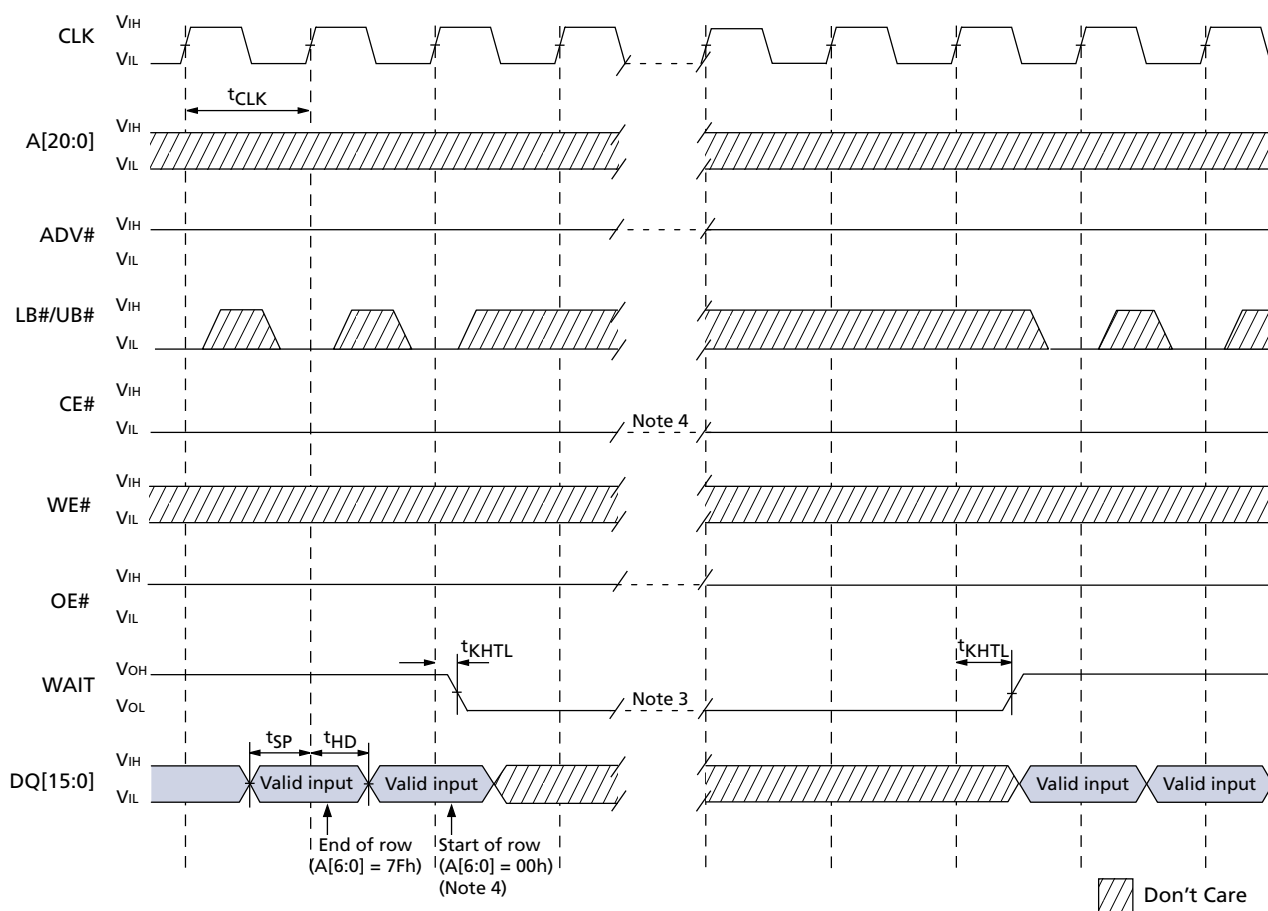 CLK
VIH
VIL
tCLK
A[20:0]
VIH
VIL
ADV#
VIH
VIL
LB#/UB#
VIH
VIL
CE#
VIH
VIL
Note 4
WE#
VIH
VIL
OE#
VIH
VIL
WAIT
VOH
VOL
tKHTL
Note 3
tKHTL
DQ[15:0]
VIH
VIL
tSP
tHD
Valid input
Valid input
Valid input
Valid input
End of row
(A[6:0] = 7Fh)
Start of row
(A[6:0] = 00h)
(Note 4)
Don't Care